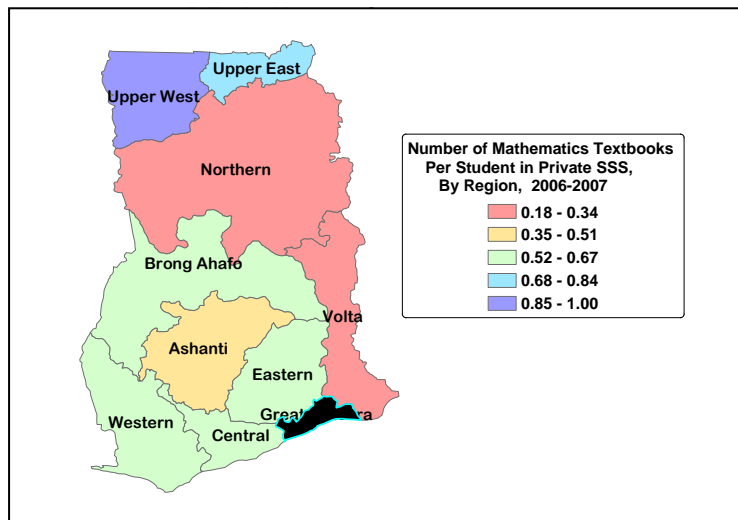 Upper East
Upper West
Northern
Brong Ahafo
Volta
Ashanti
Eastern
Western
Central
Number of Mathematics Textbooks
Per Student in Private SSS,
By Region, 2006-2007
0.18 - 0.34
0.35 - 0.51
0.52 - 0.67
0.68 - 0.84
0.85 - 1.00